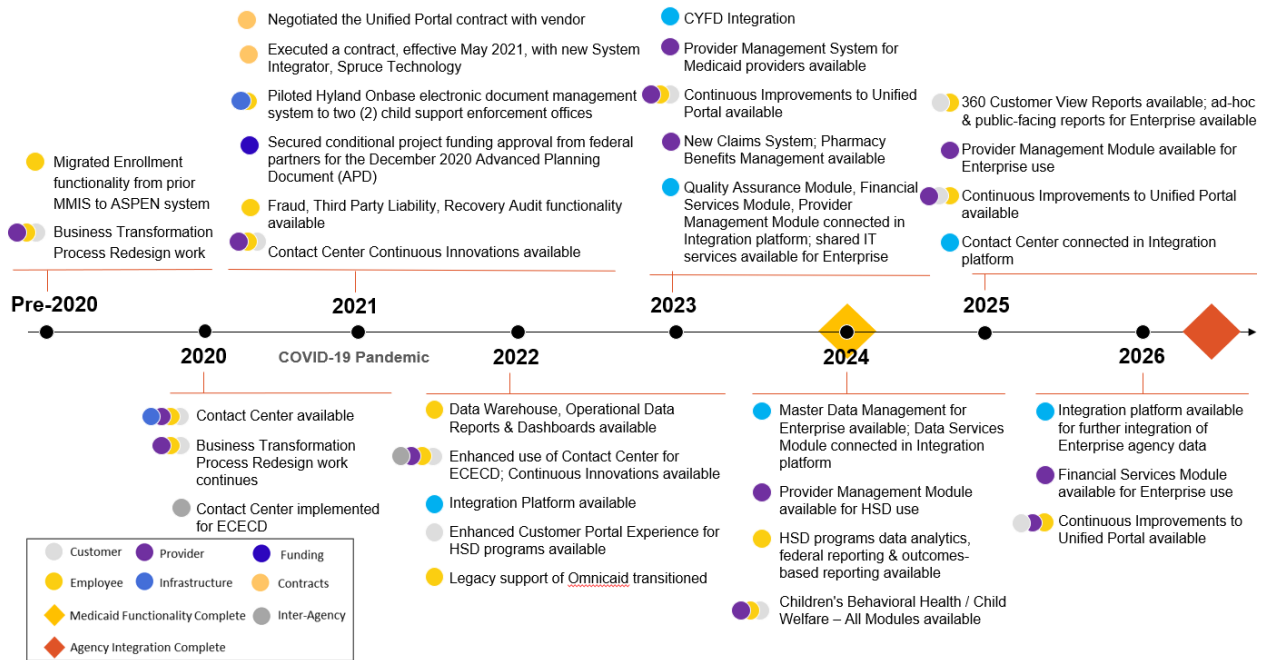 Migrated Enrollment
functionality from prior
MMIS to ASPEN system
Business Transformation
Process Redesign work
Pre-2020
Negotiated the Unified Portal contract with vendor
Executed a contract, effective May 2021, with new System
Integrator, Spruce Technology
Piloted Hyland Onbase electronic document management
system to two (2) child support enforcement offices
Secured conditional project funding approval from federal
partners for the December 2020 Advanced Planning
Document (APD)
Fraud, Third Party Liability, Recovery Audit functionality
available
Contact Center Continuous Innovations available
2021
CYFD Integration
Provider Management System for
Medicaid providers available
Continuous Improvements to Unified
Portal available
New Claims System; Pharmacy
Benefits Management available
Quality Assurance Module, Financial
Services Module, Provider
Management Module connected in
Integration platform; shared IT
services available for Enterprise
2023
360 Customer View Reports available; ad-hoc
& public-facing reports for Enterprise available
Provider Management Module available for
Enterprise use
Continuous Improvements to Unified Portal
available
Contact Center connected in Integration
platform
2025
2020
COVID-19 Pandemic
2022
2024
2026
Contact Center available
Business Transformation
Process Redesign work
continues
Contact Center implemented
for ECECD
Data Warehouse, Operational Data
Reports & Dashboards available
Enhanced use of Contact Center for
ECECD; Continuous Innovations available
Integration Platform available
Enhanced Customer Portal Experience for
HSD programs available
Legacy support of Omnicaid transitioned
Master Data Management for
Enterprise available; Data Services
Module connected in Integration
platform
Provider Management Module
available for HSD use
HSD programs data analytics,
federal reporting & outcomes-
based reporting available
Children's Behavioral Health / Child
Welfare – All Modules available
Integration platform available
for further integration of
Enterprise agency data
Financial Services Module
available for Enterprise use
Continuous Improvements to
Unified Portal available
Customer
Provider
Funding
Employee
Infrastructure
Contracts
Medicaid Functionality Complete
Inter-Agency
Agency Integration Complete